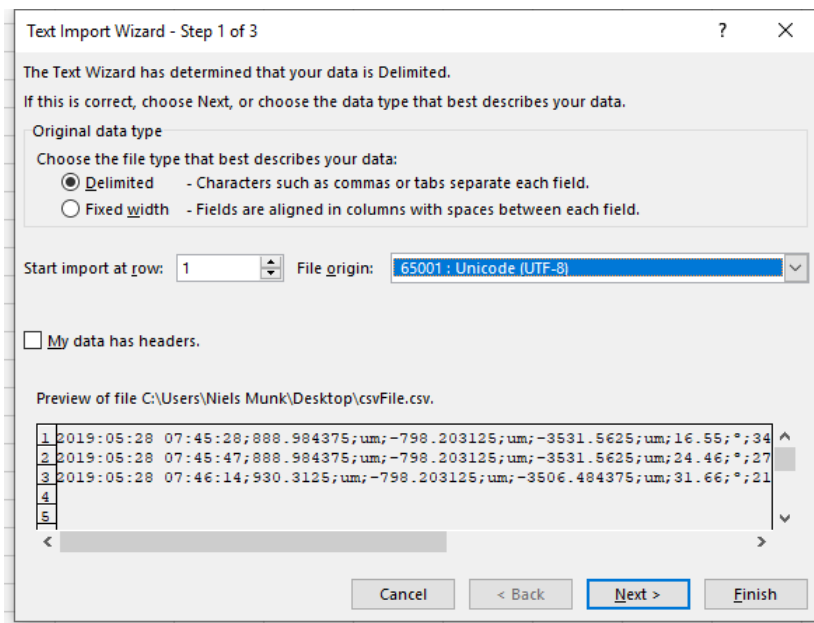 Text Import Wizard - Step 1 of 3 ? ×
The Text Wizard has determined that your data is Delimited.
If this is correct, choose Next, or choose the data type that best describes your data.
Original data type
Choose the file type that best describes your data:
Delimited - Characters such as commas or tabs separate each field.
Fixed width - Fields are aligned in columns with spaces between each field.
Start import at row: 1 File origin: 65001 : Unicode (UTF-8)
My data has headers.
Preview of file C:\Users\Niels Munk\Desktop\csvFile.csv.
1 2019:05:28 07:45:28;888.984375;um;-798.203125;um;-3531.5625;um;16.55;°;34
2 2019:05:28 07:45:47;888.984375;um;-798.203125;um;-3531.5625;um;24.46;°;27
3 2019:05:28 07:46:14;930.3125;um;-798.203125;um;-3506.484375;um;31.66;°;21
4
5
Cancel < Back Next > Finish